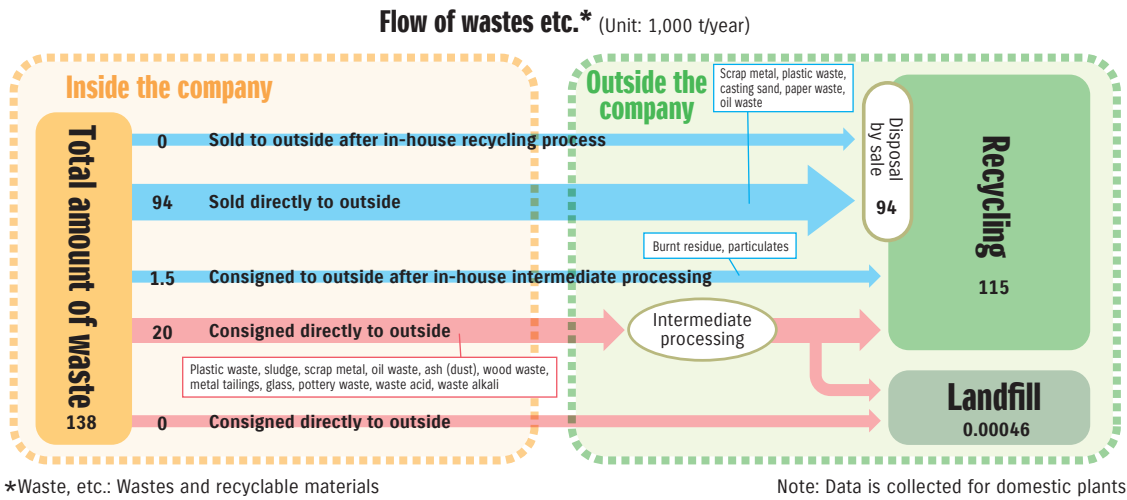 Flow of wastes etc.* (Unit: 1,000 t/year)
Inside the company
Total amount of waste
138
0 Sold to outside after in-house recycling process
94 Sold directly to outside
1.5 Consigned to outside after in-house intermediate processing
20 Consigned directly to outside
Plastic waste, sludge, scrap metal, oil waste, ash (dust), wood waste,
metal tailings, glass, pottery waste, waste acid, waste alkali
0 Consigned directly to outside
Outside the
company
Scrap metal, plastic waste,
casting sand, paper waste,
oil waste
Disposal
by sale
94
Burnt residue, particulates
Intermediate
processing
Recycling
115
Landfill
0.00046
*Waste, etc.: Wastes and recyclable materials
Note: Data is collected for domestic plants